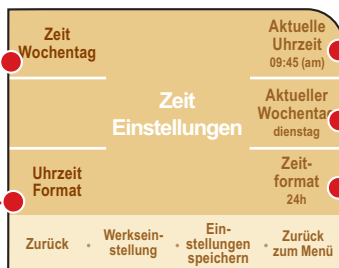 Zeit
Wochentag
Aktuelle
Uhrzeit
09:45 (am)
Zeit
Einstellungen
Aktueller
Wochentag
dienstag
Uhrzeit
Format
Zeit-
format
24h
Zurück • Werksein-
stellung • Ein-
stellungen
speichern • Zurück
zum Menü